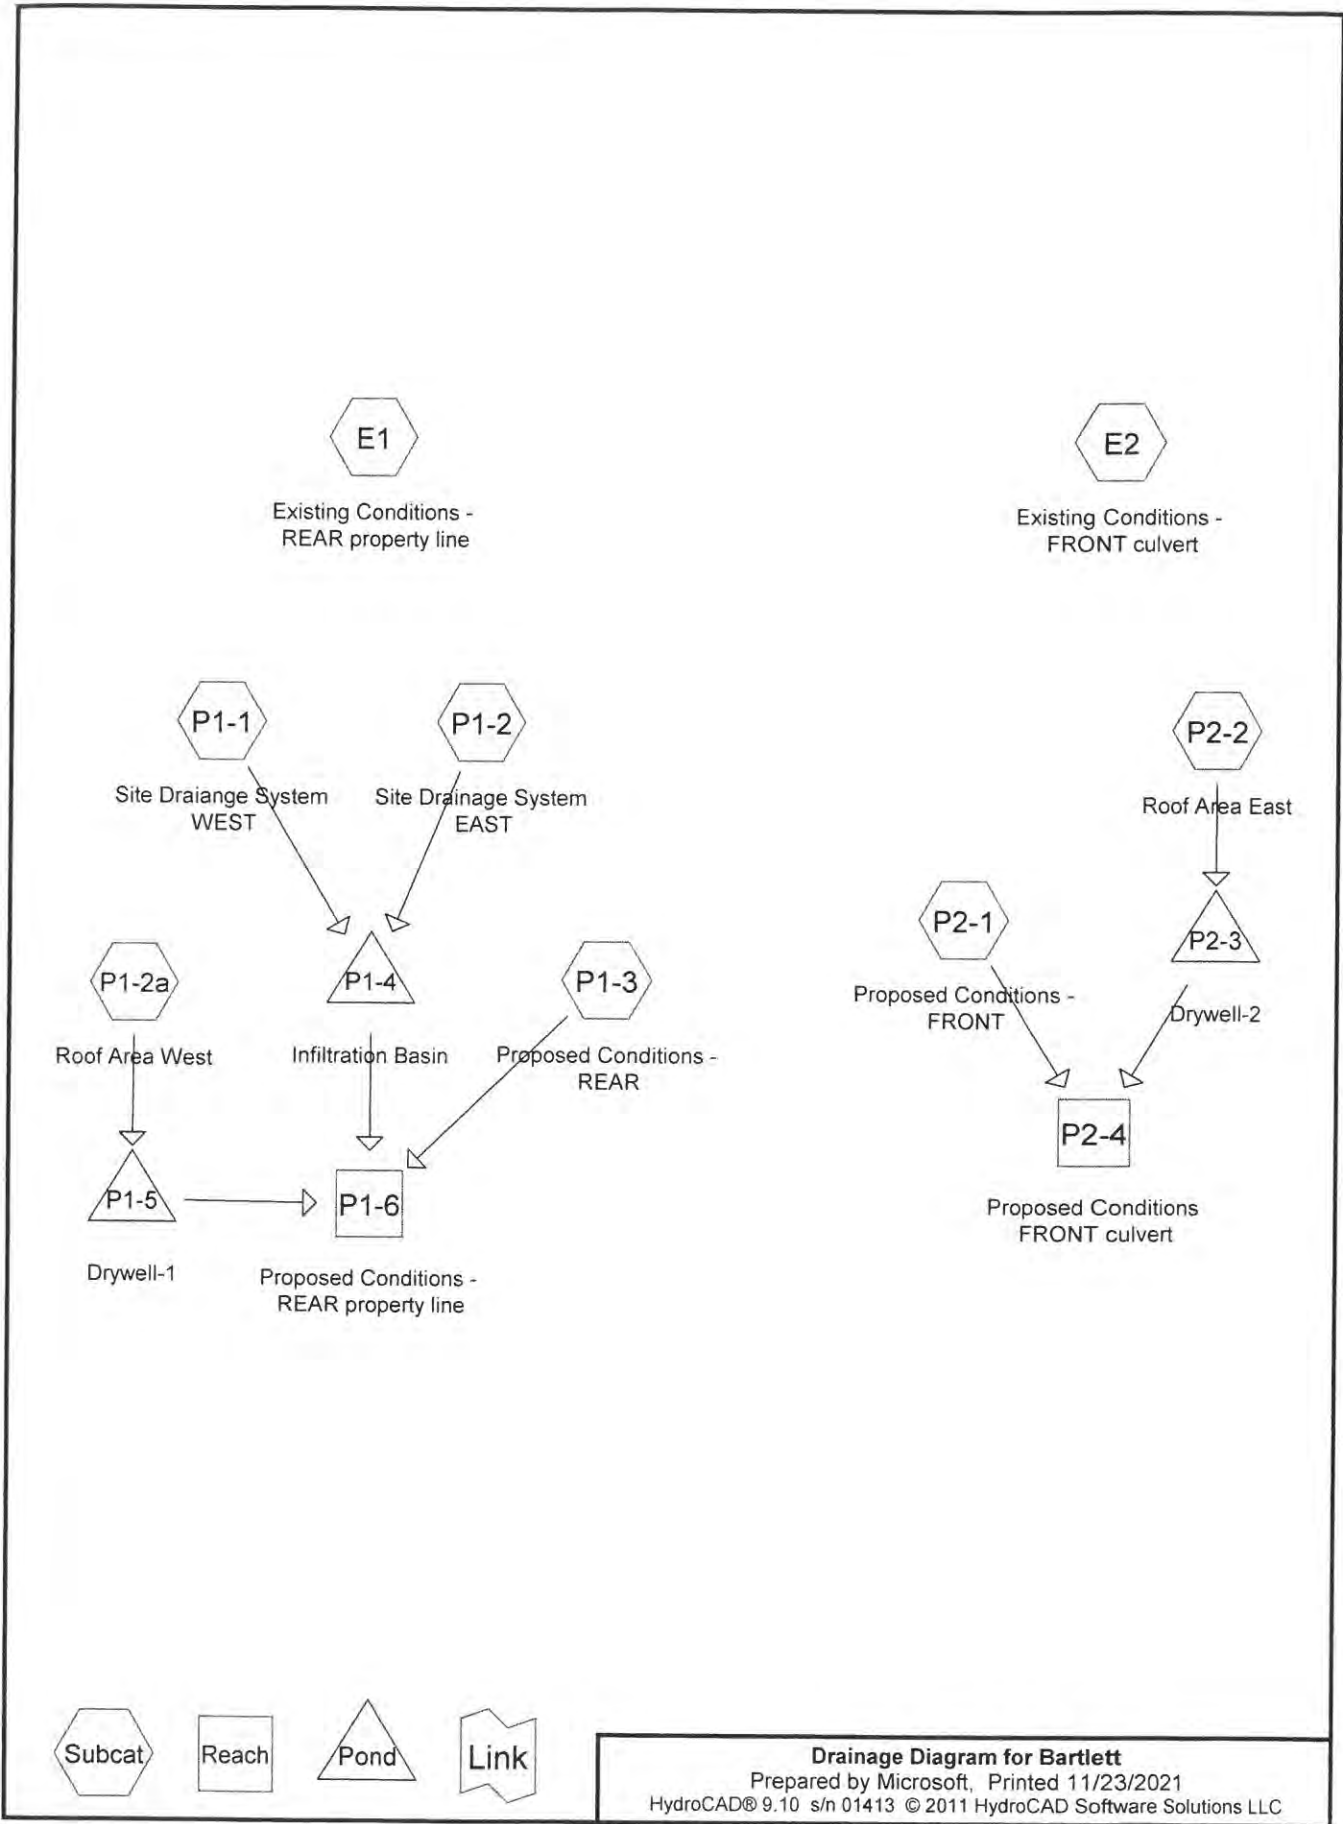 E1
Existing Conditions -
REAR property line
E2
Existing Conditions -
FRONT culvert
P1-1
Site Draiange System
WEST
P1-2
Site Drainage System
EAST
P2-2
Roof Area East
P2-1
Proposed Conditions -
FRONT
P2-3
Drywell-2
P1-2a
Roof Area West
P1-4
Infiltration Basin
P1-3
Proposed Conditions -
REAR
P2-4
Proposed Conditions
FRONT culvert
P1-5
Drywell-1
P1-6
Proposed Conditions -
REAR property line
Subcat
Reach
Pond
Link
Drainage Diagram for Bartlett
Prepared by Microsoft, Printed 11/23/2021
HydroCAD® 9.10 s/n 01413 © 2011 HydroCAD Software Solutions LLC